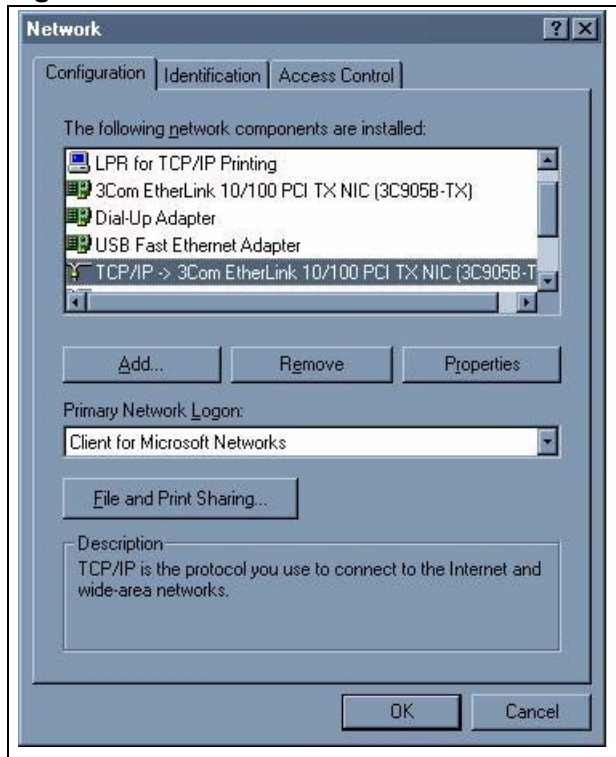 Network
Configuration Identification Access Control
The following network components are installed:
LPR for TCP/IP Printing
3Com EtherLink 10/100 PCI TX NIC (3C905B-TX)
Dial-Up Adapter
USB Fast Ethernet Adapter
TCP/IP -> 3Com EtherLink 10/100 PCI TX NIC (3C905B-T
Add... Remove Properties
Primary Network Logon:
Client for Microsoft Networks
File and Print Sharing...
Description
TCP/IP is the protocol you use to connect to the Internet and
wide-area networks.
OK Cancel